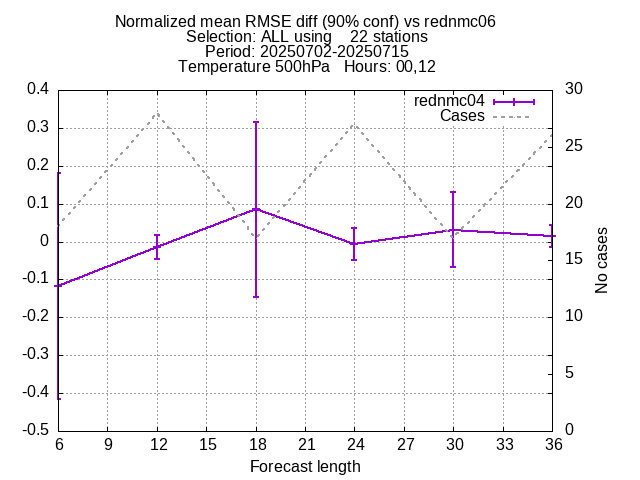 Normalized mean RMSE diff (90% conf) vs rednmc06
Selection: ALL using    22 stations
Period: 20250702-20250715
Temperature 500hPa   Hours: 00,12
rednmc04
Cases
0.4
0.3
0.2
0.1
0
-0.1
-0.2
-0.3
-0.4
-0.5
30
25
20
15
10
5
0
No cases
6 9 12 15 18 21 24 27 30 33 36
Forecast length